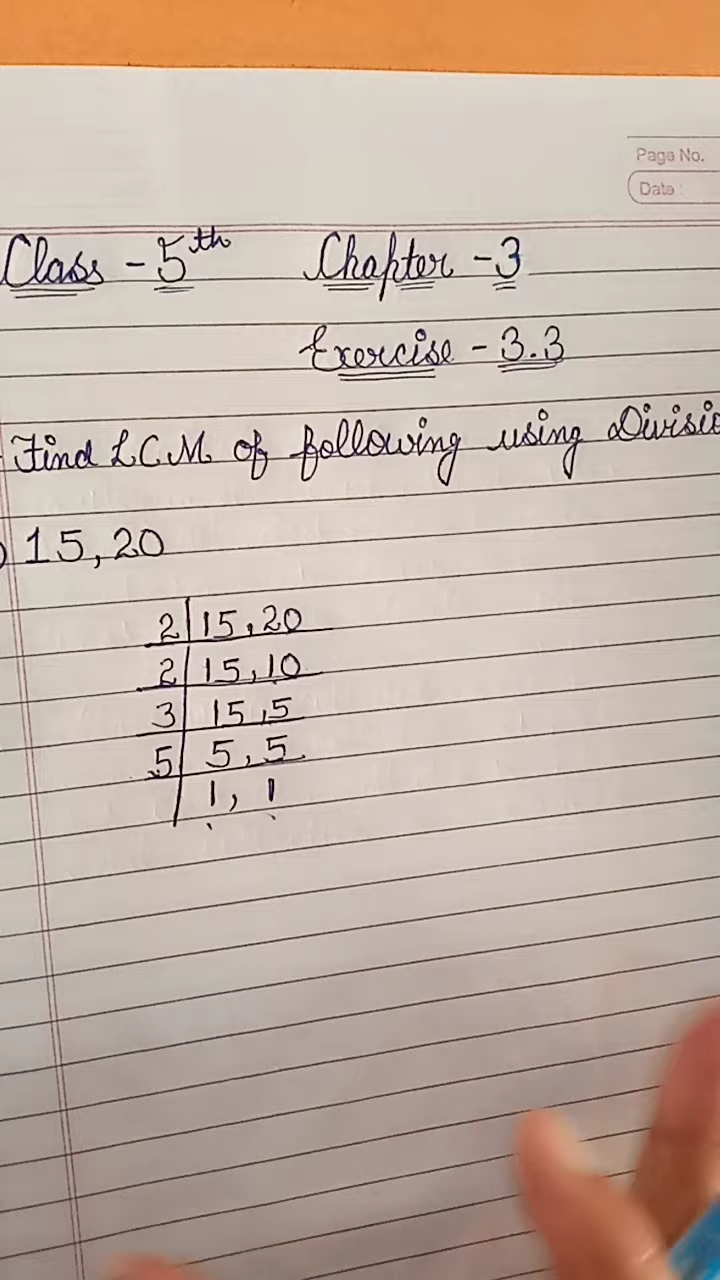 Page No.
Date :
Class - 5th Chapter - 3
Exercise - 3.3
Find L.C.M. of following using
15, 20
2 | 15, 20
2 | 15, 10
3 | 15, 5
5 | 5, 5
| 1, 1